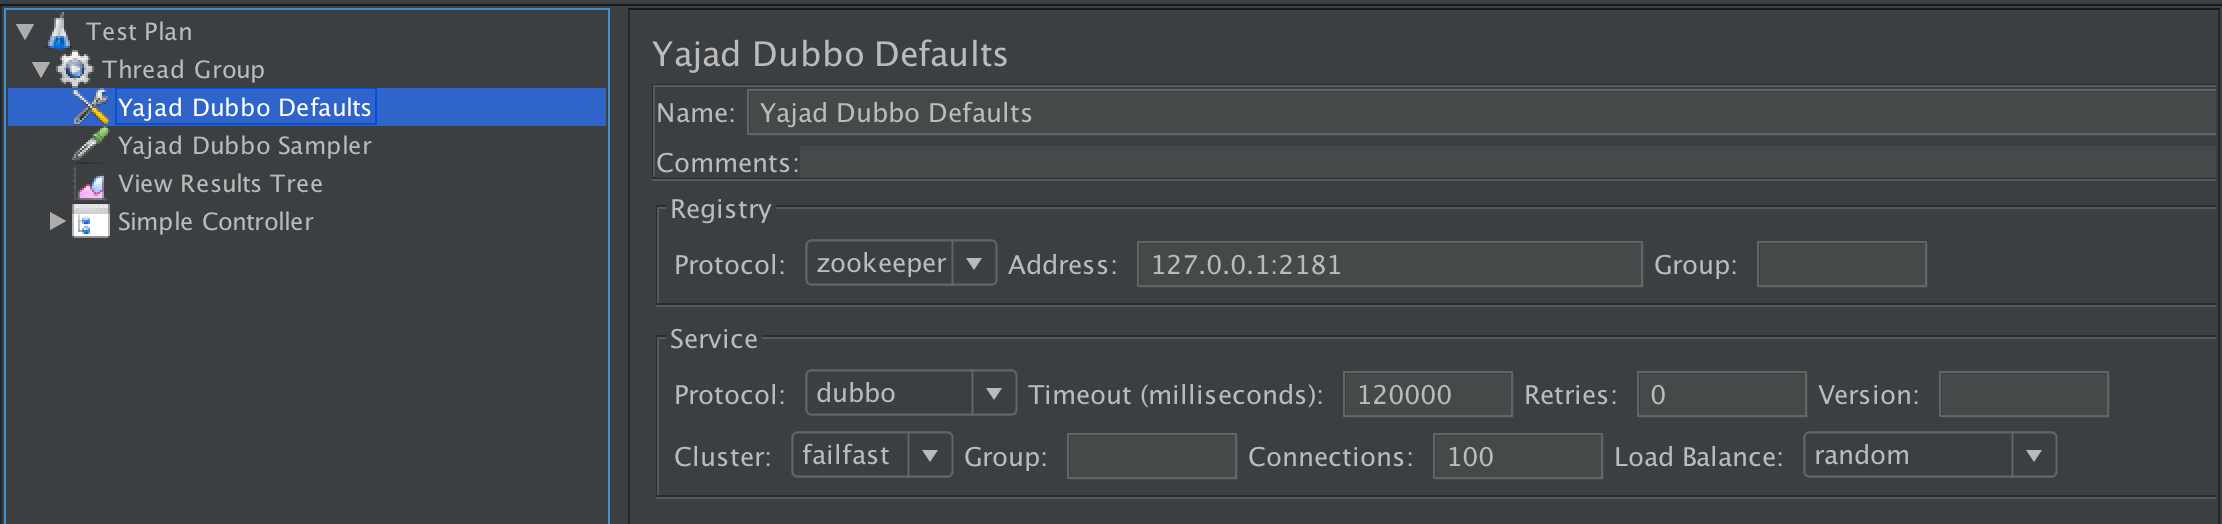 Test Plan
Thread Group
Yajad Dubbo Defaults
Yajad Dubbo Sampler
View Results Tree
Simple Controller
Yajad Dubbo Defaults
Name: Yajad Dubbo Defaults
Comments:
Registry
Protocol: zookeeper Address: 127.0.0.1:2181 Group:
Service
Protocol: dubbo Timeout (milliseconds): 120000 Retries: 0 Version:
Cluster: failfast Group: Connections: 100 Load Balance: random